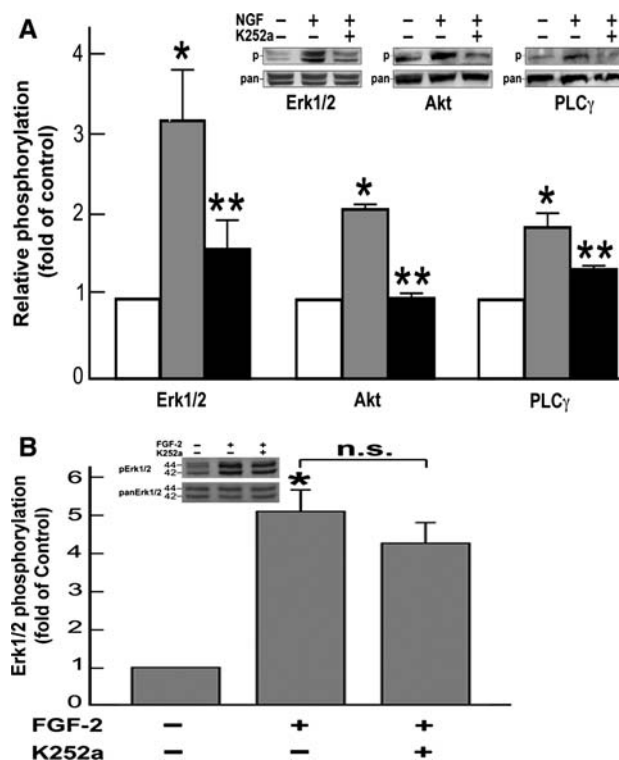 A
NGF − + + − + + − + +
K252a − − + − − + − − +
p
p
p
pan
pan
pan
Erk1/2 Akt PLCγ
Relative phosphorylation
(fold of control)
4
3
2
1
0
*
**
*
**
*
**
Erk1/2 Akt PLCγ
B
FGF-2 − + +
K252a − − +
pErk1/2 44
42
panErk1/2 44
42
n.s.
*
Erk1/2 phosphorylation
(fold of Control)
6
5
4
3
2
1
0
FGF-2 − + +
K252a − − +